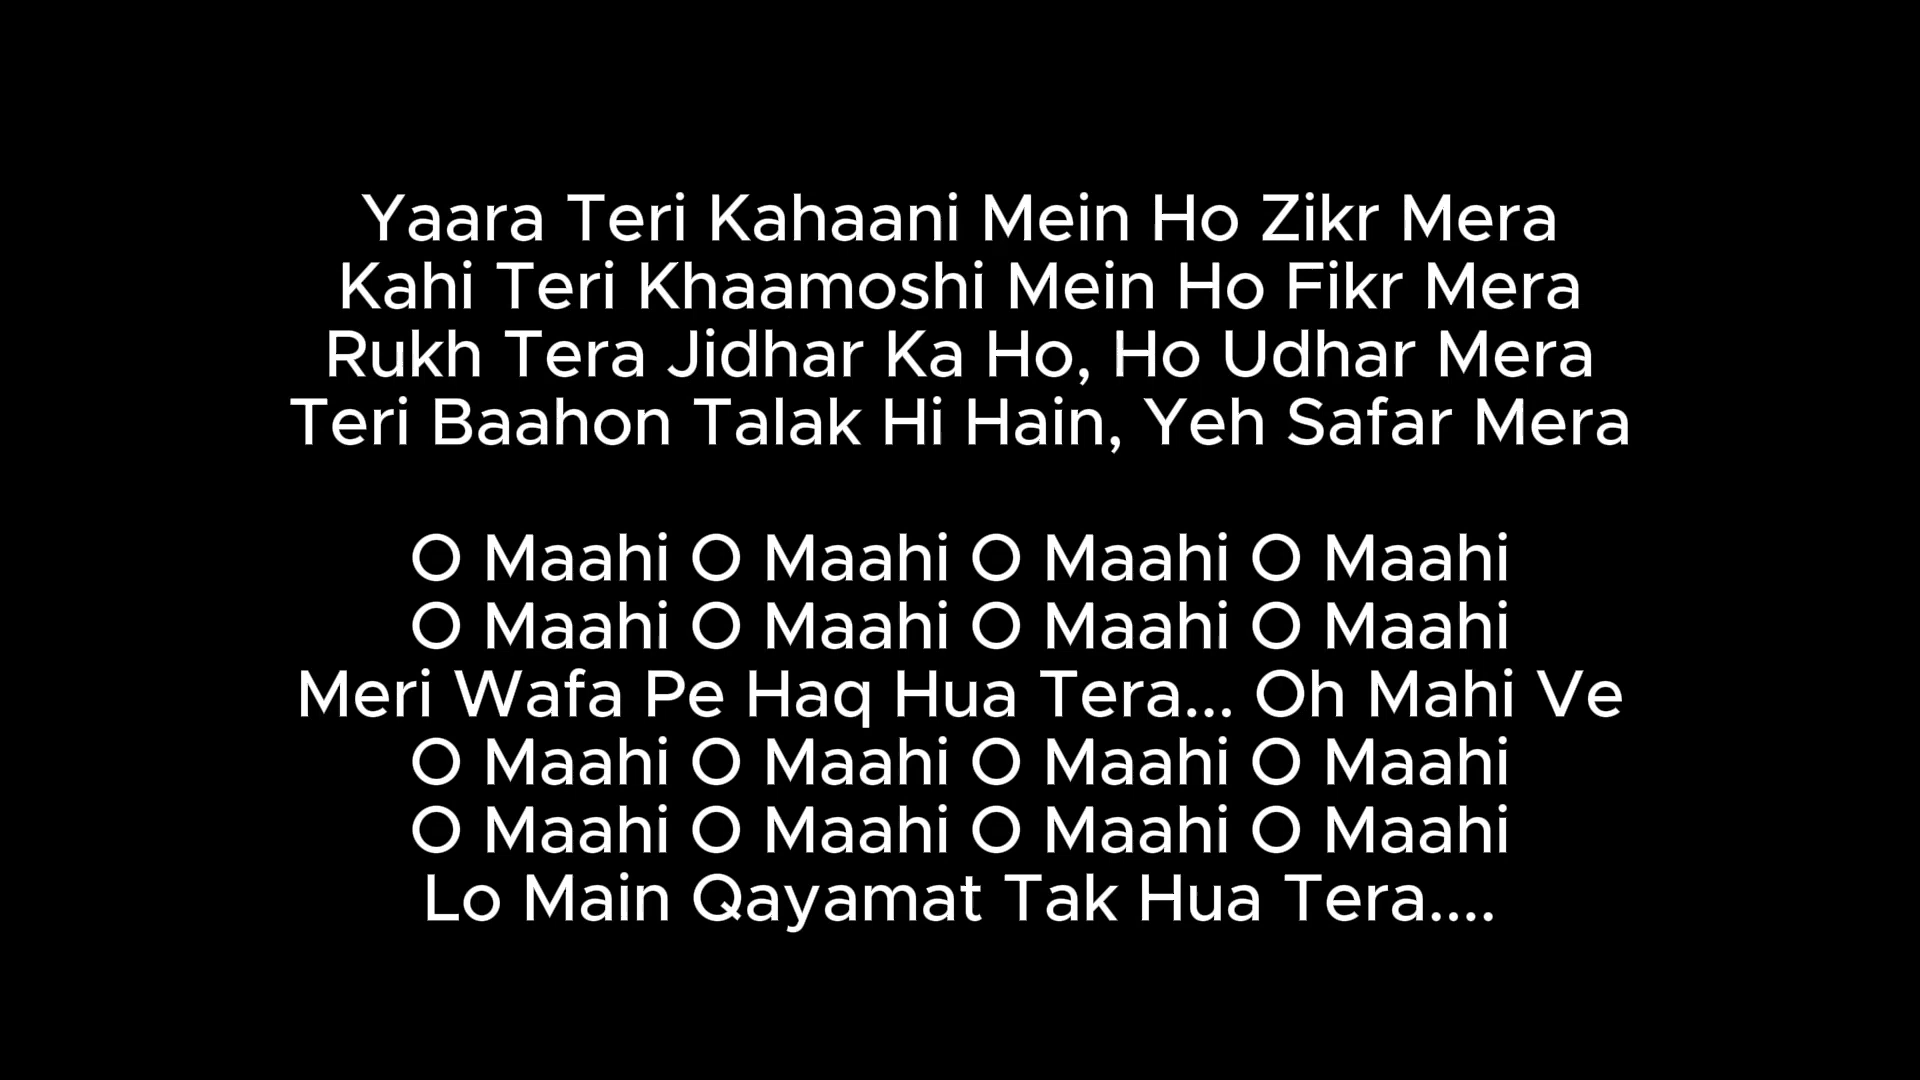 Yaara Teri Kahaani Mein Ho Zikr Mera
Kahi Teri Khaamoshi Mein Ho Fikr Mera
Rukh Tera Jidhar Ka Ho, Ho Udhar Mera
Teri Baahon Talak Hi Hain, Yeh Safar Mera
O Maahi O Maahi O Maahi O Maahi
O Maahi O Maahi O Maahi O Maahi
Meri Wafa Pe Haq Hua Tera... Oh Mahi Ve
O Maahi O Maahi O Maahi O Maahi
O Maahi O Maahi O Maahi O Maahi
Lo Main Qayamat Tak Hua Tera....